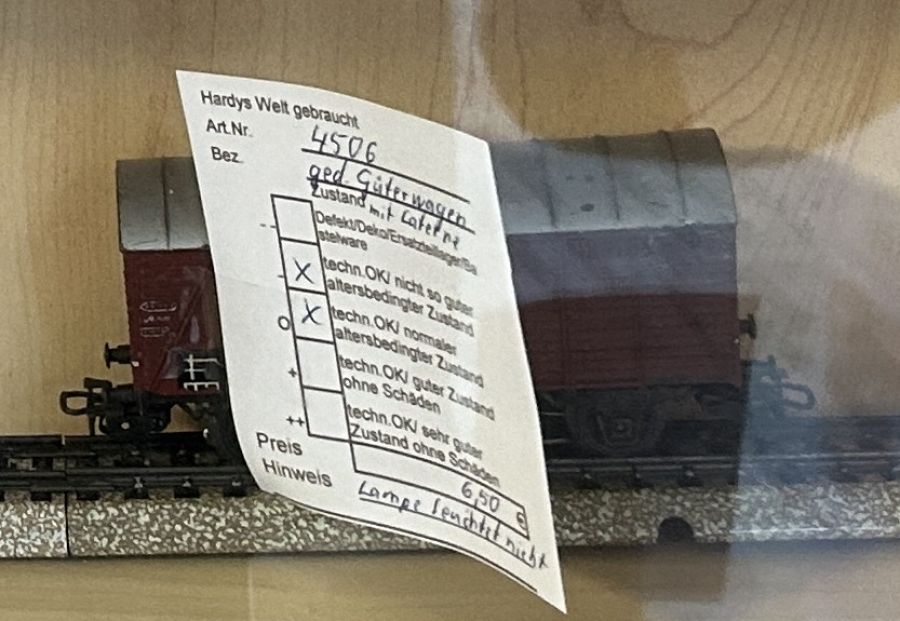 Hardys Welt gebraucht
Art.Nr. 4506
Bez. ged. Güterwagen
mit Laterne
Zustand
-- Defekt/Deko/Ersatzteillager/Ba
stelware
- X techn.OK/ nicht so guter
altersbedingter Zustand
O X techn.OK/ normaler
altersbedingter Zustand
+ techn.OK/ guter Zustand
ohne Schäden
++ techn.OK/ sehr guter
Zustand ohne Schäden
Preis 6,50 €
Hinweis Lampe leuchtet nicht